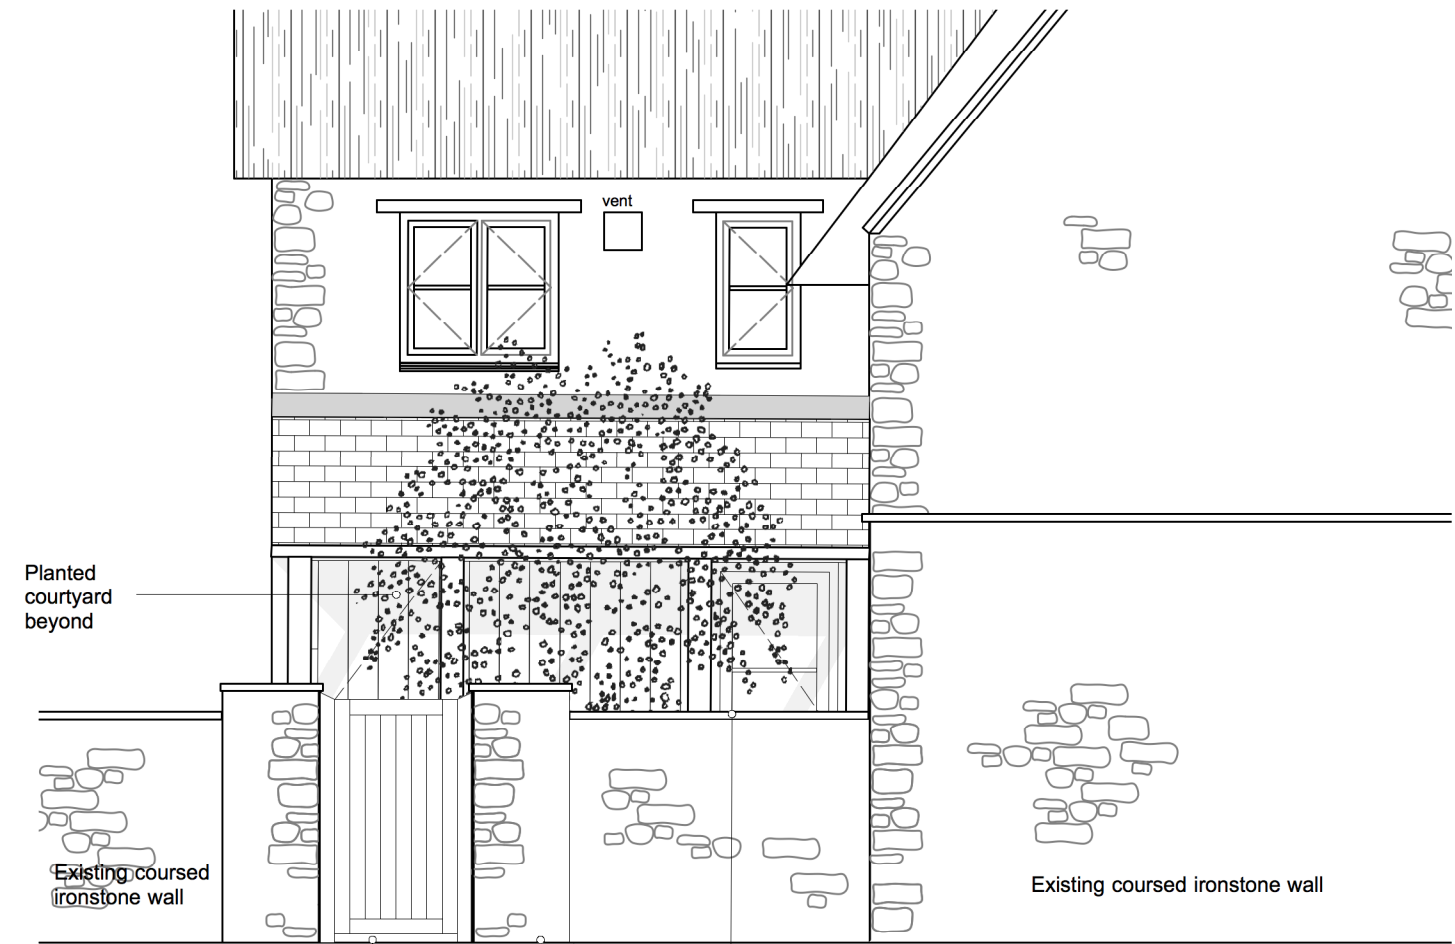 vent
Planted
courtyard
beyond
Existing coursed
ironstone wall
Existing coursed ironstone wall